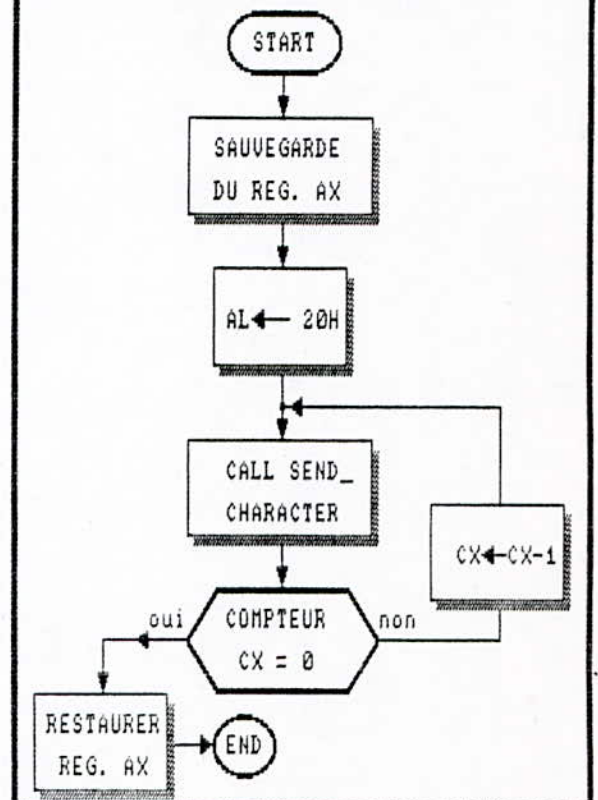 START
SAUVEGARDE
DU REG. AX
AL← 20H
CALL SEND_
CHARACTER
CX←CX-1
oui
COMPTEUR
non
CX = 0
RESTAURER
REG. AX
END